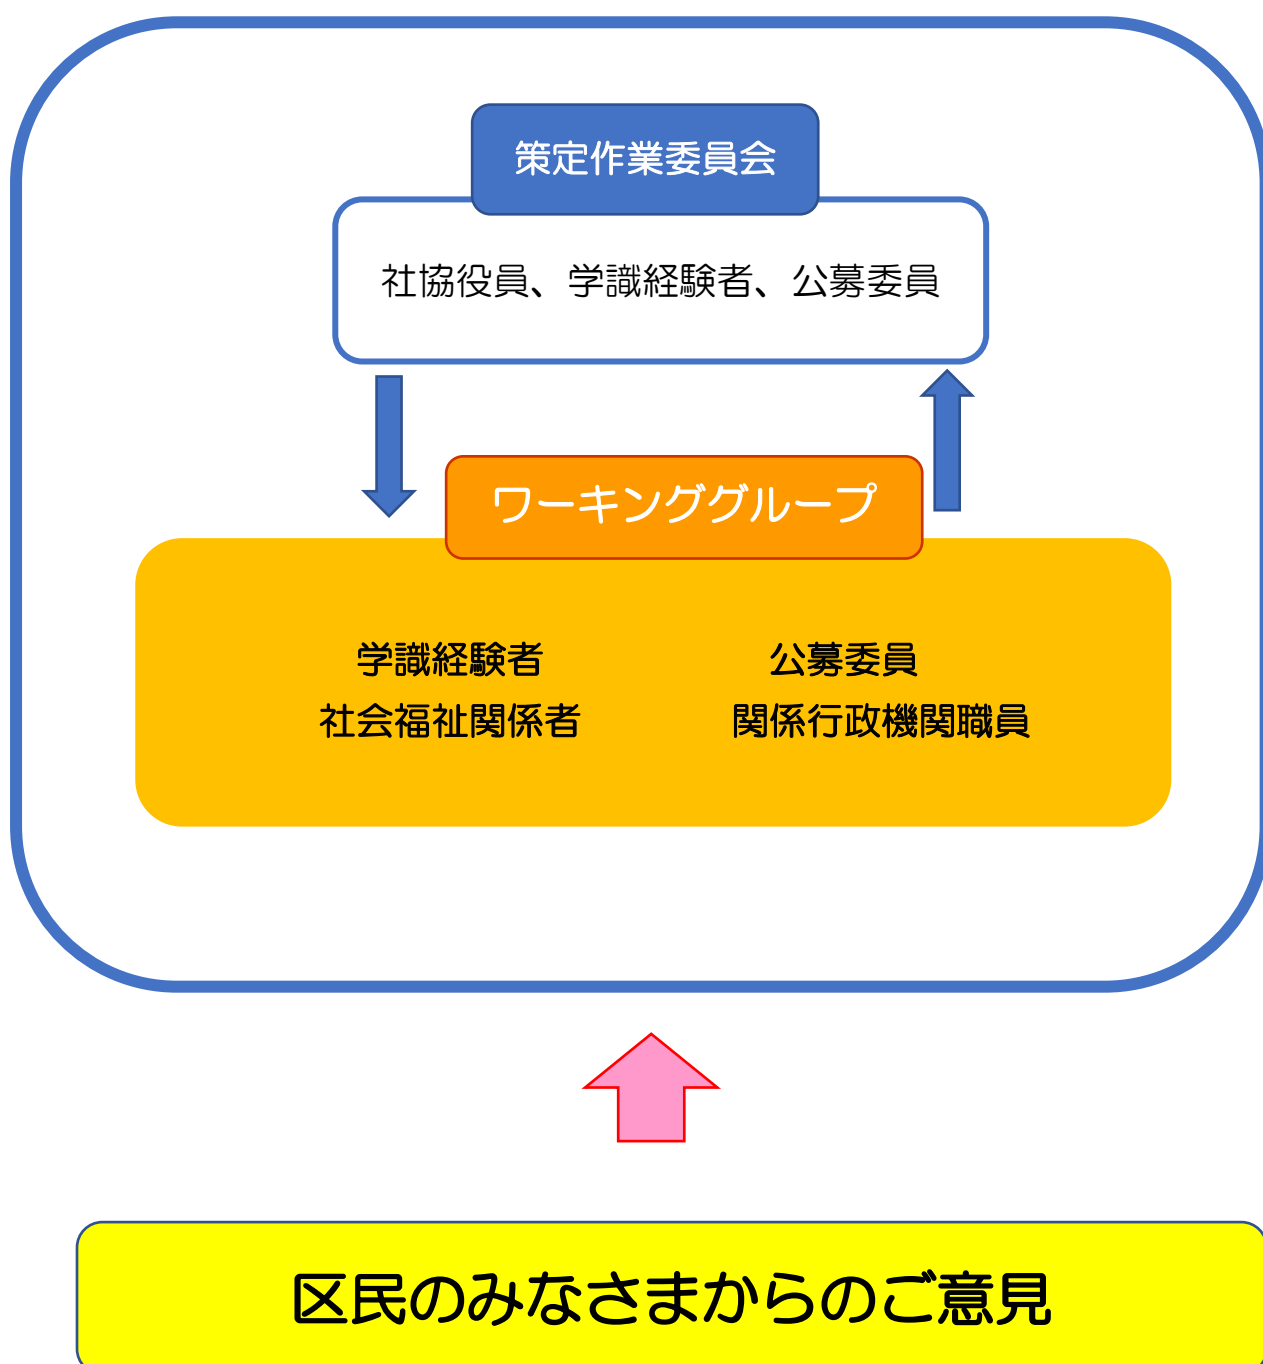 策定作業委員会
社協役員、学識経験者、公募委員
ワーキンググループ
学識経験者 公募委員
社会福祉関係者 関係行政機関職員
区民のみなさまからのご意見